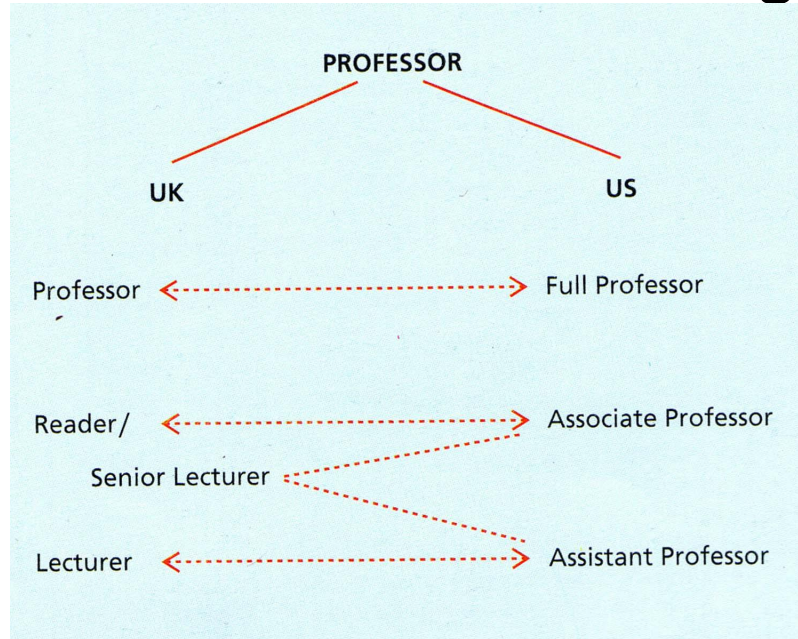 PROFESSOR
UK
US
Professor
Full Professor
Reader/
Associate Professor
Senior Lecturer
Lecturer
Assistant Professor